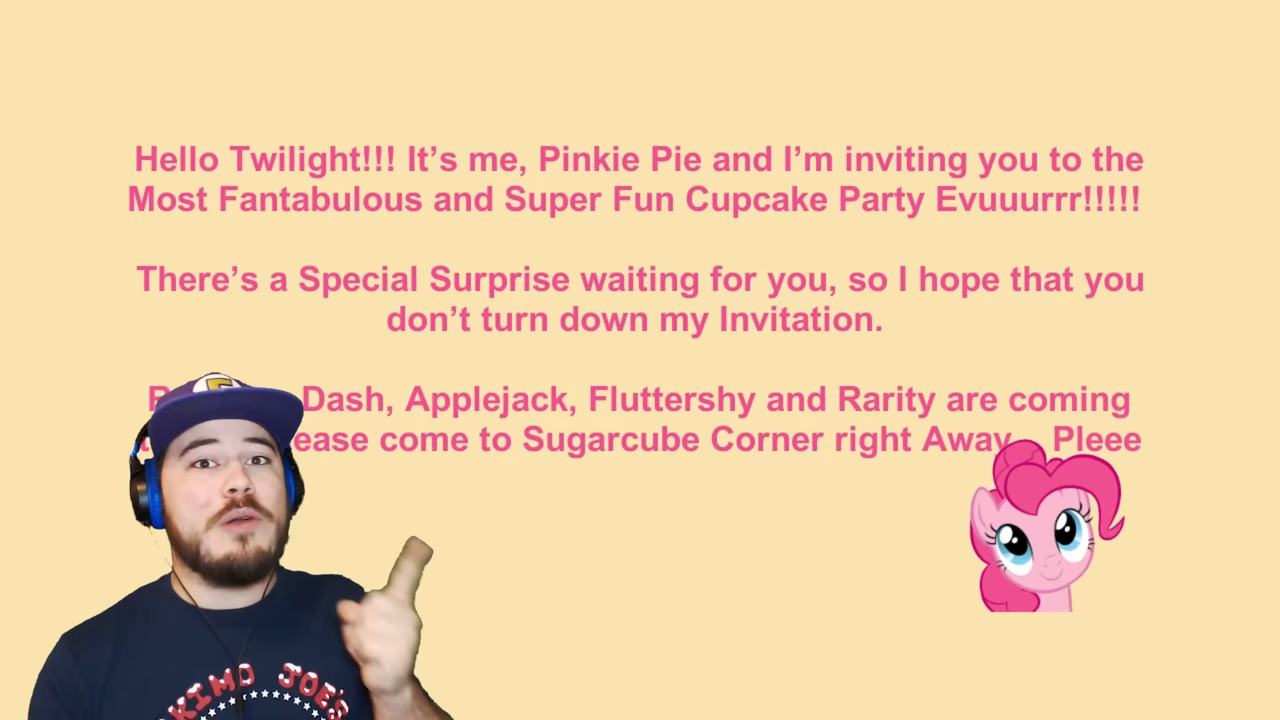 Hello Twilight!!! It’s me, Pinkie Pie and I’m inviting you to the
Most Fantabulous and Super Fun Cupcake Party Evuuurrr!!!!!
There’s a Special Surprise waiting for you, so I hope that you
don’t turn down my Invitation.
Dash, Applejack, Fluttershy and Rarity are coming
come to Sugarcube Corner right Away Pleee
JOE'S